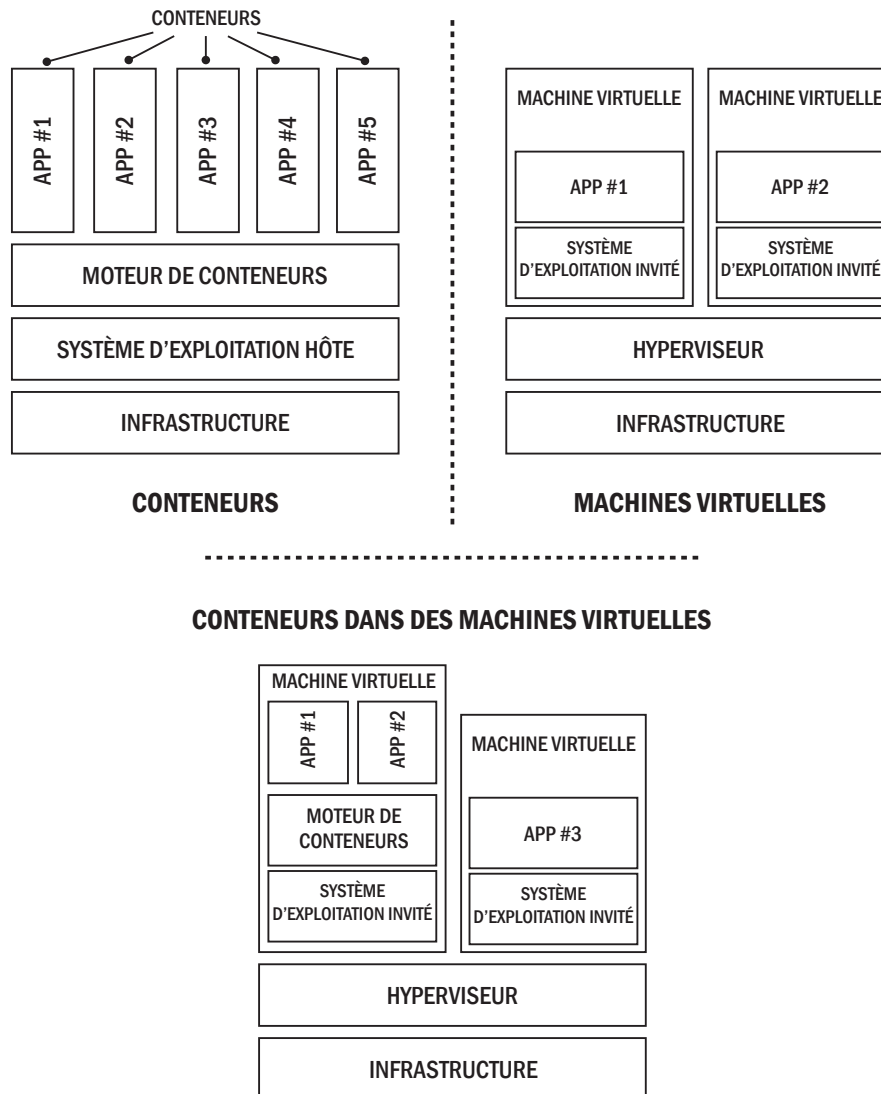 CONTENEURS
APP #1
APP #2
APP #3
APP #4
APP #5
MOTEUR DE CONTENEURS
SYSTÈME D’EXPLOITATION HÔTE
INFRASTRUCTURE
CONTENEURS
MACHINE VIRTUELLE
APP #1
SYSTÈME
D’EXPLOITATION INVITÉ
MACHINE VIRTUELLE
APP #2
SYSTÈME
D’EXPLOITATION INVITÉ
HYPERVISEUR
INFRASTRUCTURE
MACHINES VIRTUELLES
CONTENEURS DANS DES MACHINES VIRTUELLES
MACHINE VIRTUELLE
APP #1
APP #2
MOTEUR DE
CONTENEURS
SYSTÈME
D’EXPLOITATION INVITÉ
MACHINE VIRTUELLE
APP #3
SYSTÈME
D’EXPLOITATION INVITÉ
HYPERVISEUR
INFRASTRUCTURE